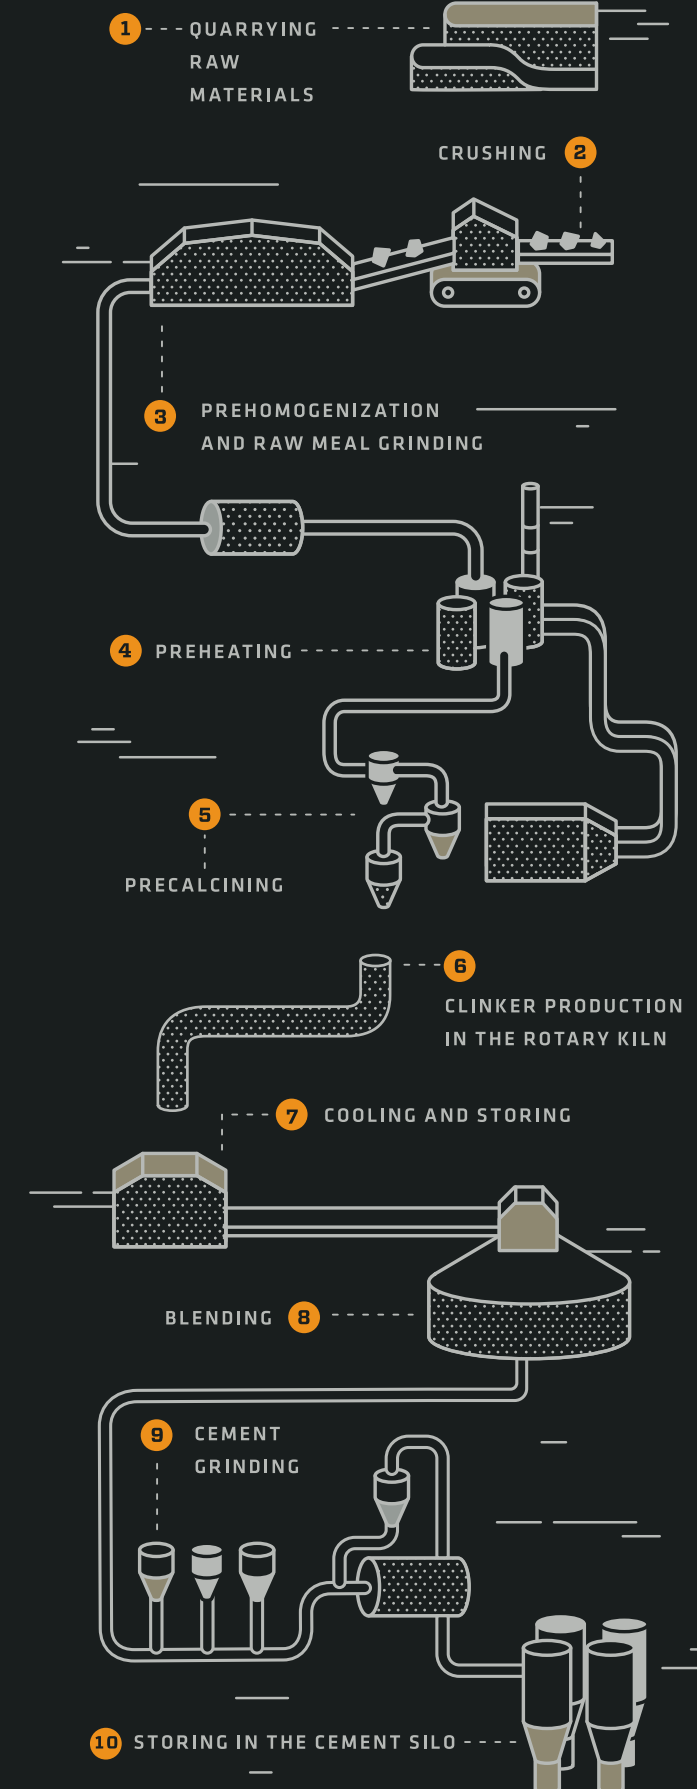 1 QUARRYING
RAW
MATERIALS
CRUSHING 2
3 PREHOMOGENIZATION
AND RAW MEAL GRINDING
4 PREHEATING
5
PRECALCINING
6
CLINKER PRODUCTION
IN THE ROTARY KILN
7 COOLING AND STORING
BLENDING 8
9 CEMENT
GRINDING
10 STORING IN THE CEMENT SILO